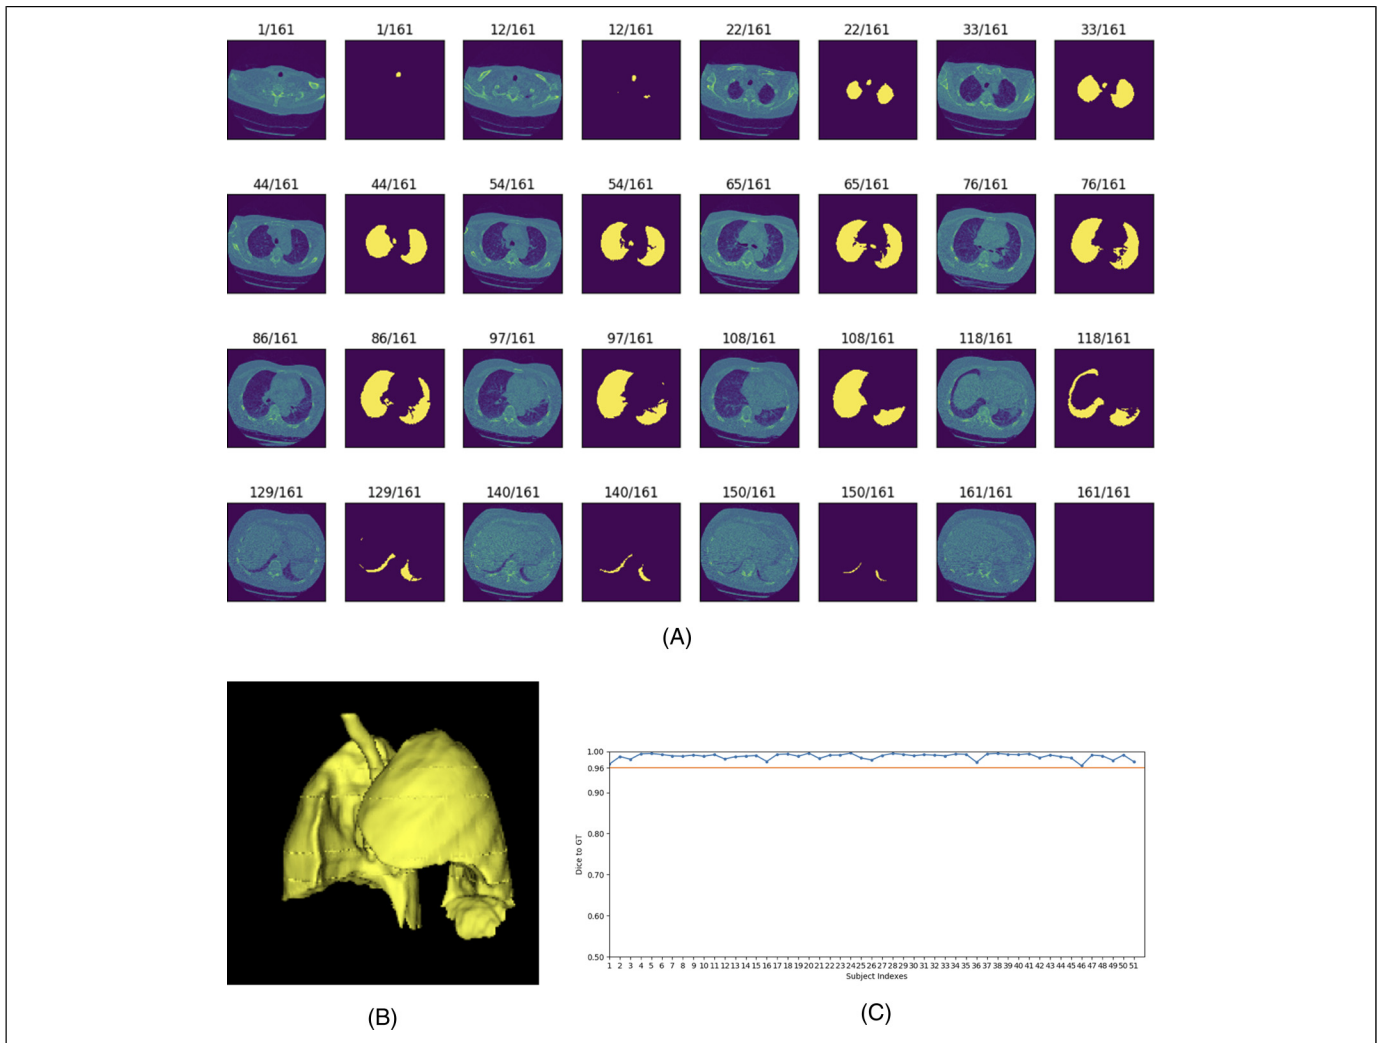 1/161 1/161 12/161 12/161 22/161 22/161 33/161 33/161
44/161 44/161 54/161 54/161 65/161 65/161 76/161 76/161
86/161 86/161 97/161 97/161 108/161 108/161 118/161 118/161
129/161 129/161 140/161 140/161 150/161 150/161 161/161 161/161
(A)
1.00
0.96
0.90
0.80
Dice to GT
0.70
0.60
0.50
1 2 3 4 5 6 7 8 9 10 11 12 13 14 15 16 17 18 19 20 21 22 23 24 25 26 27 28 29 30 31 32 33 34 35 36 37 38 39 40 41 42 43 44 45 46 47 48 49 50 51
Subject Indexes
(B)
(C)